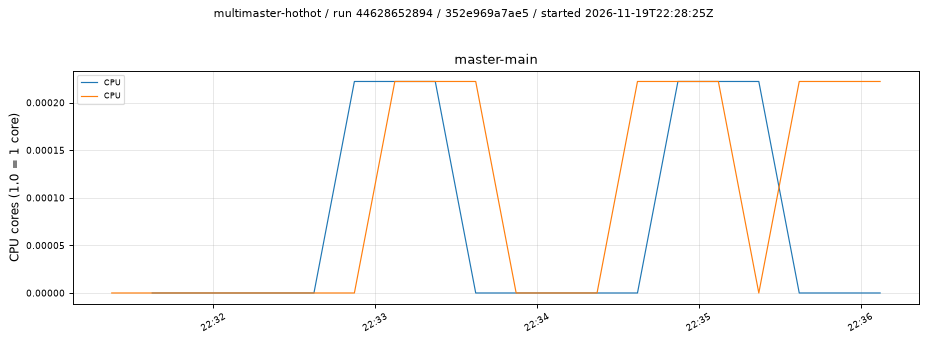 multimaster-hothot / run 44628652894 / 352e969a7ae5 / started 2026-11-19T22:28:25Z
master-main
CPU
CPU
CPU cores (1.0 = 1 core)
0.00020
0.00015
0.00010
0.00005
0.00000
22:32
22:33
22:34
22:35
22:36